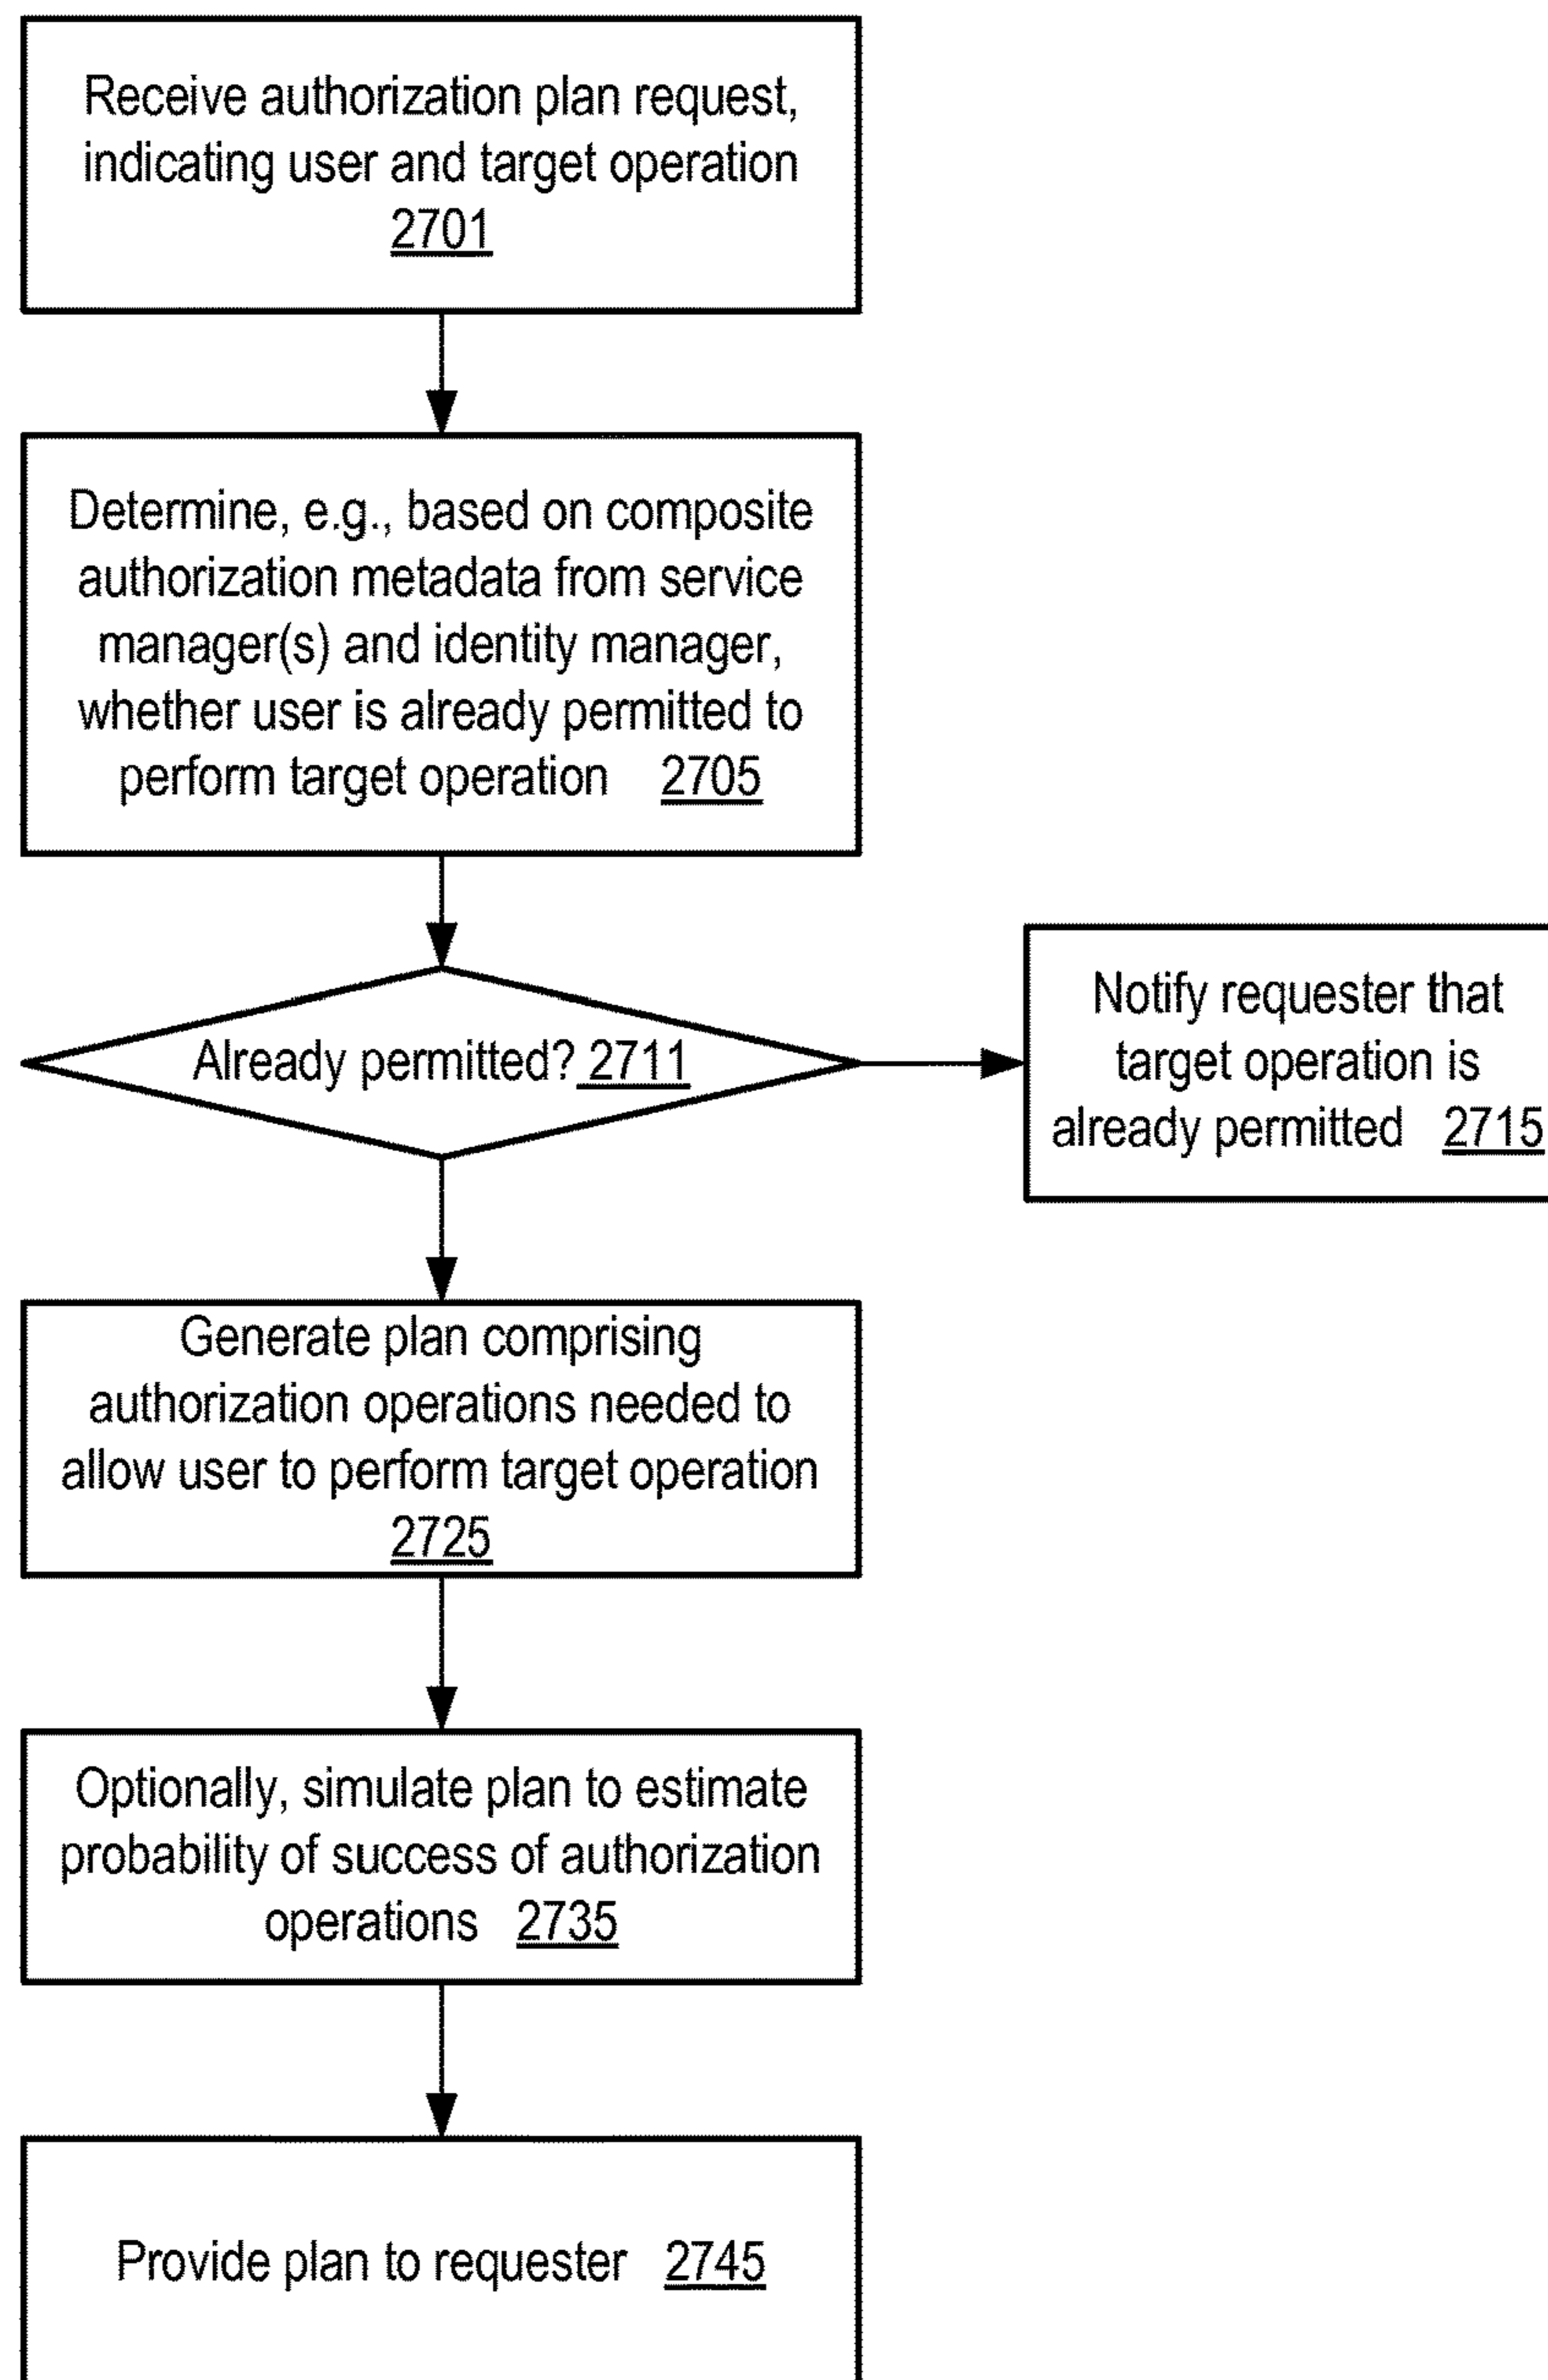 Receive authorization plan request,
indicating user and target operation
2701
Determine, e.g., based on composite
authorization metadata from service
manager(s) and identity manager,
whether user is already permitted to
perform target operation 2705
Already permitted? 2711
Notify requester that
target operation is
already permitted 2715
Generate plan comprising
authorization operations needed to
allow user to perform target operation
2725
Optionally, simulate plan to estimate
probability of success of authorization
operations 2735
Provide plan to requester 2745